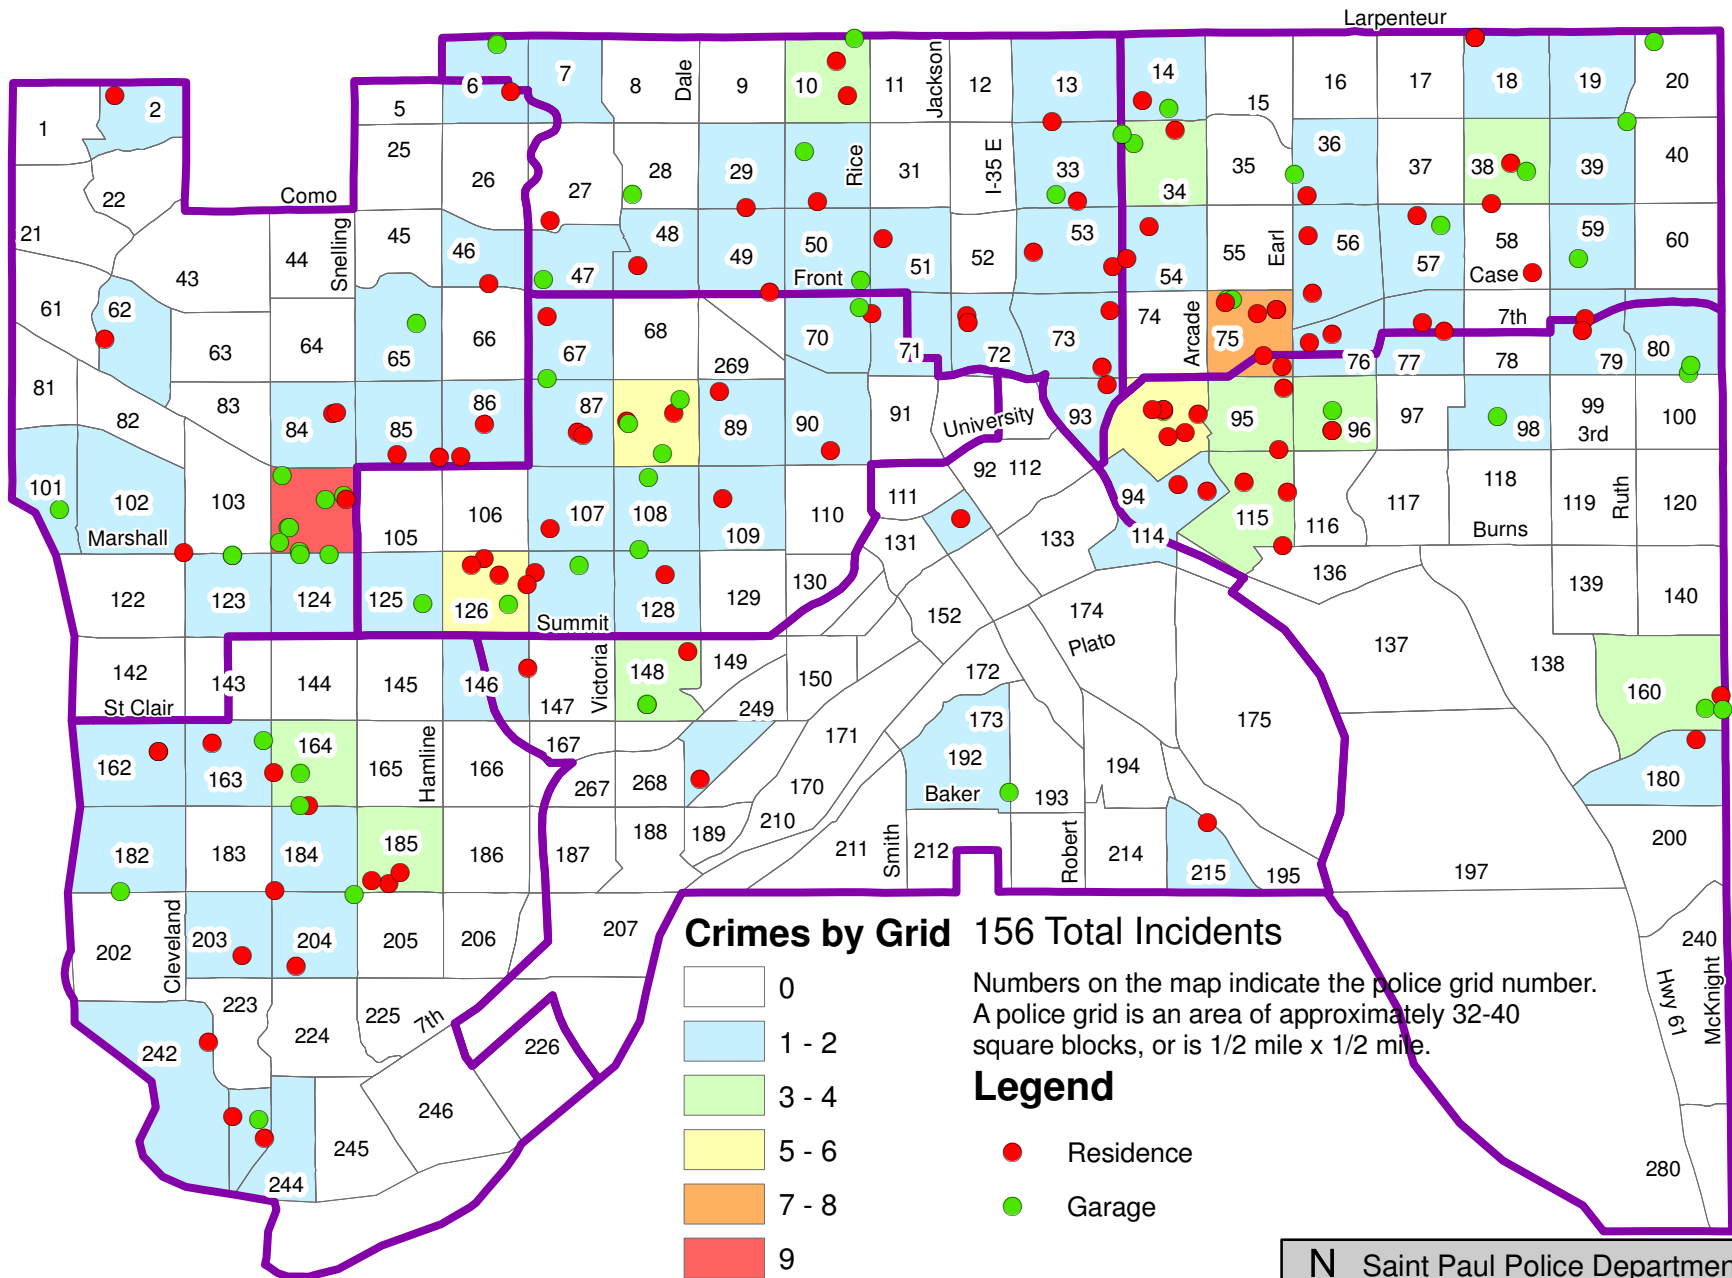 Larpenteur
1 2 5 6 7 8 Dale 9 10 11 Jackson 12 13 14 15 16 17 18 19 20
21 22 Como 25 26 27 28 29 Rice 31 I-35 E 33 34 35 36 37 38 39 40
43 44 Snelling 45 46 47 48 49 50 Front 51 52 53 54 55 Earl 56 57 58 Case 59 60
61 62 63 64 65 66 67 68 269 70 71 72 73 74 Arcade 75 76 77 7th 78 79 80
81 82 83 84 85 86 87 89 90 91 University 93 95 96 97 98 99 3rd 100
101 102 Marshall 103 105 106 107 108 109 110 111 92 112 94 114 115 116 117 118 Burns 119 Ruth 120
122 123 124 125 126 Summit 128 129 130 131 133 152 174 Plato 136 137 138 139 140
142 St Clair 143 144 145 146 147 Victoria 148 149 249 150 171 172 173 175 160
162 163 164 165 Hamline 166 167 267 268 170 192 Baker 193 194 180
182 183 184 185 186 187 188 189 210 211 Smith 212 Robert 214 215 195 197 200
202 Cleveland 203 204 205 206 207 240
223 224 225 7th 226 Hwy 61 McKnight
242 244 245 246 280
Crimes by Grid
0
1 - 2
3 - 4
5 - 6
7 - 8
9
156 Total Incidents
Numbers on the map indicate the police grid number.
A police grid is an area of approximately 32-40
square blocks, or is 1/2 mile x 1/2 mile.
Legend
Residence
Garage
N
Saint Paul Police Departmen